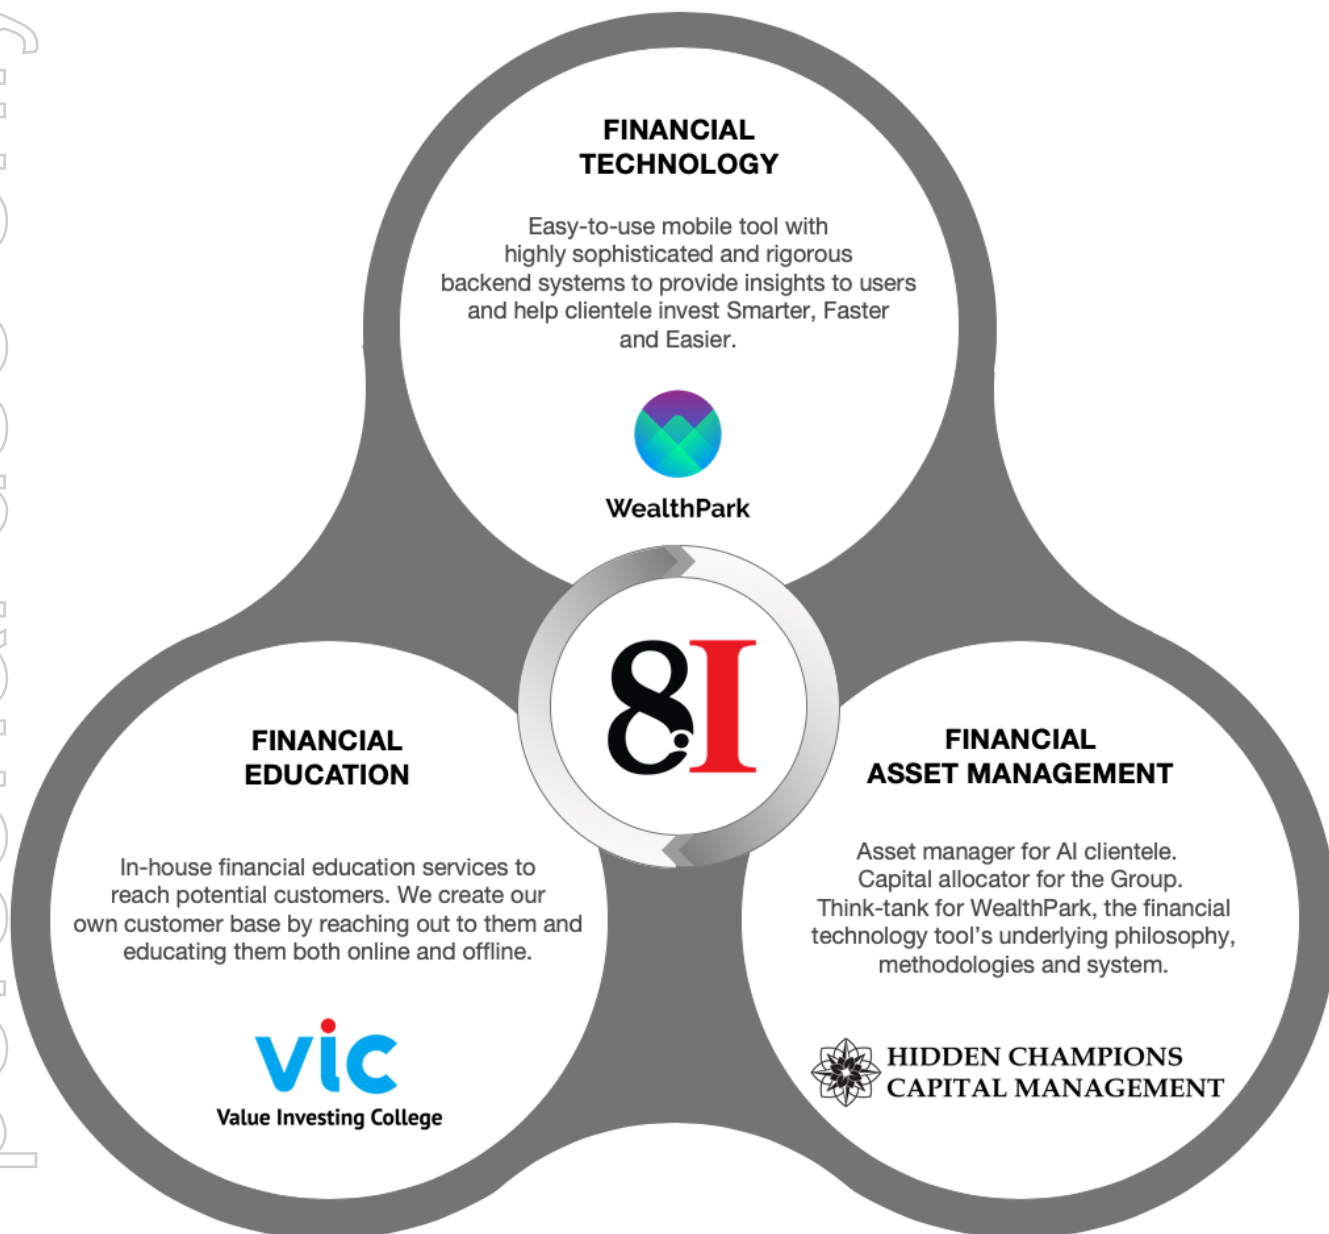 FINANCIAL
TECHNOLOGY
Easy-to-use mobile tool with
highly sophisticated and rigorous
backend systems to provide insights to users
and help clientele invest Smarter, Faster
and Easier.
WealthPark
8I
FINANCIAL
EDUCATION
In-house financial education services to
reach potential customers. We create our
own customer base by reaching out to them and
educating them both online and offline.
vic
Value Investing College
FINANCIAL
ASSET MANAGEMENT
Asset manager for AI clientele.
Capital allocator for the Group.
Think-tank for WealthPark, the financial
technology tool's underlying philosophy,
methodologies and system.
HIDDEN CHAMPIONS
CAPITAL MANAGEMENT